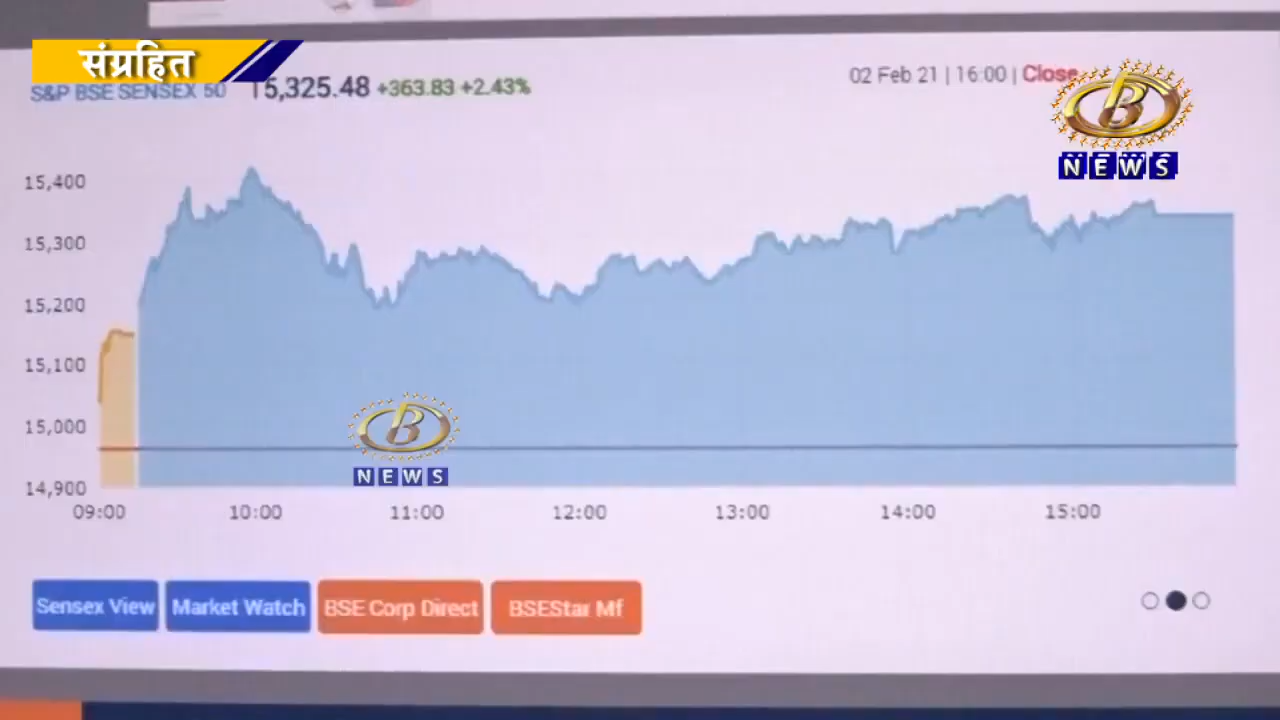 संग्रहित
S&P BSE SENSEX 50 15,325.48 +363.83 +2.43%
02 Feb 21 | 16:00 | Close
B
NEWS
15,400
15,300
15,200
15,100
15,000
14,900
B
NEWS
09:00 10:00 11:00 12:00 13:00 14:00 15:00
Sensex View Market Watch BSE Corp Direct BSEStar Mf